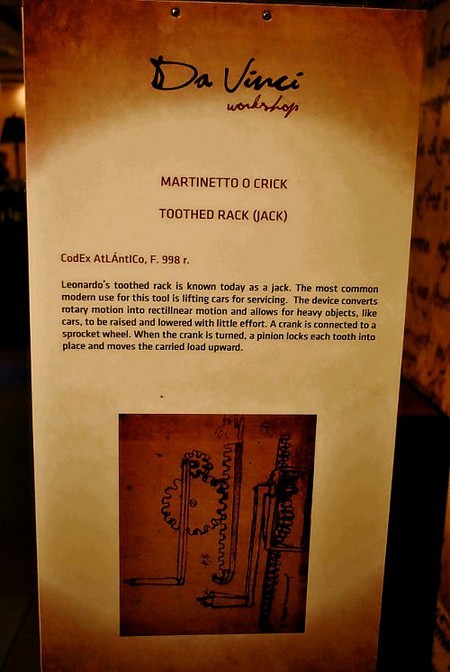 Da Vinci
workshop
MARTINETTO O CRICK
TOOTHED RACK (JACK)
CodEx AtLÁntICo, F. 998 r.
Leonardo's toothed rack is known today as a jack. The most common
modern use for this tool is lifting cars for servicing. The device converts
rotary motion into rectilinear motion and allows for heavy objects, like
cars, to be raised and lowered with little effort. A crank is connected to a
sprocket wheel. When the crank is turned, a pinion locks each tooth into
place and moves the carried load upward.